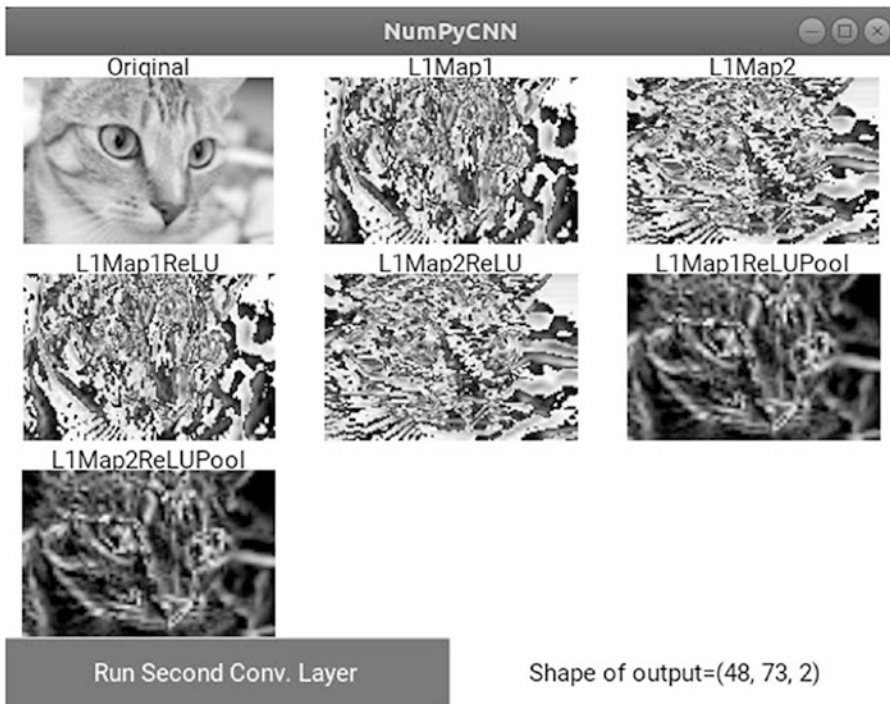 NumPyCNN
Original L1Map1 L1Map2
L1Map1ReLU L1Map2ReLU L1Map1ReLUPool
L1Map2ReLUPool
Run Second Conv. Layer Shape of output=(48, 73, 2)